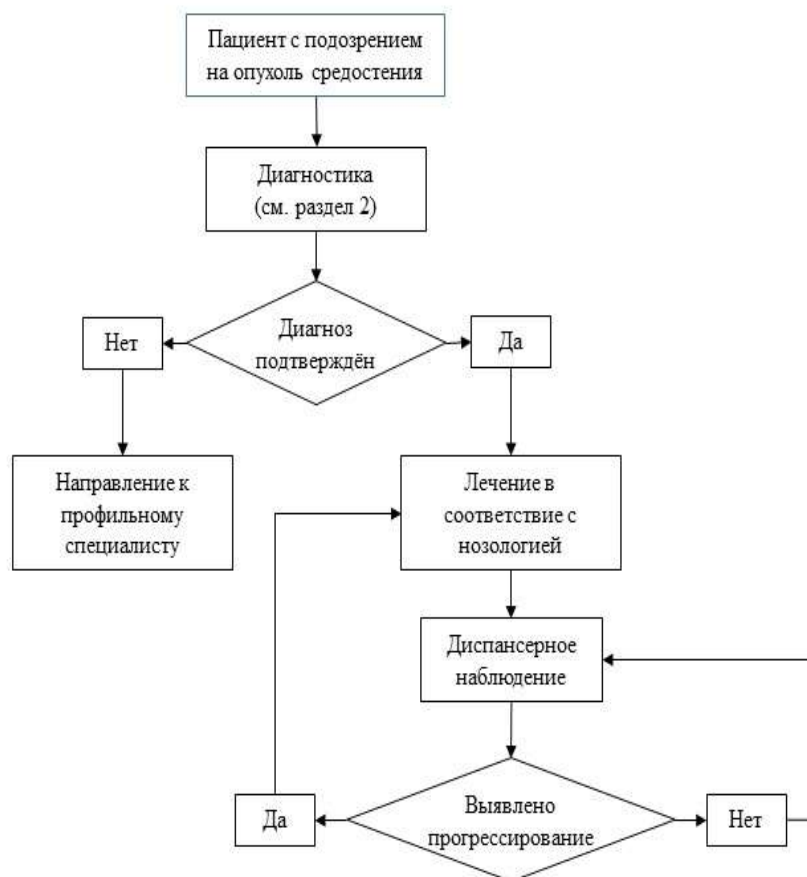 Пациент с подозрением
на опухоль средостения
Диагностика
(см. раздел 2)
Диагноз
подтверждён
Нет
Да
Направление к
профильному
специалисту
Лечение в
соответствие с
нозологией
Диспансерное
наблюдение
Выявлено
прогрессирование
Да
Нет